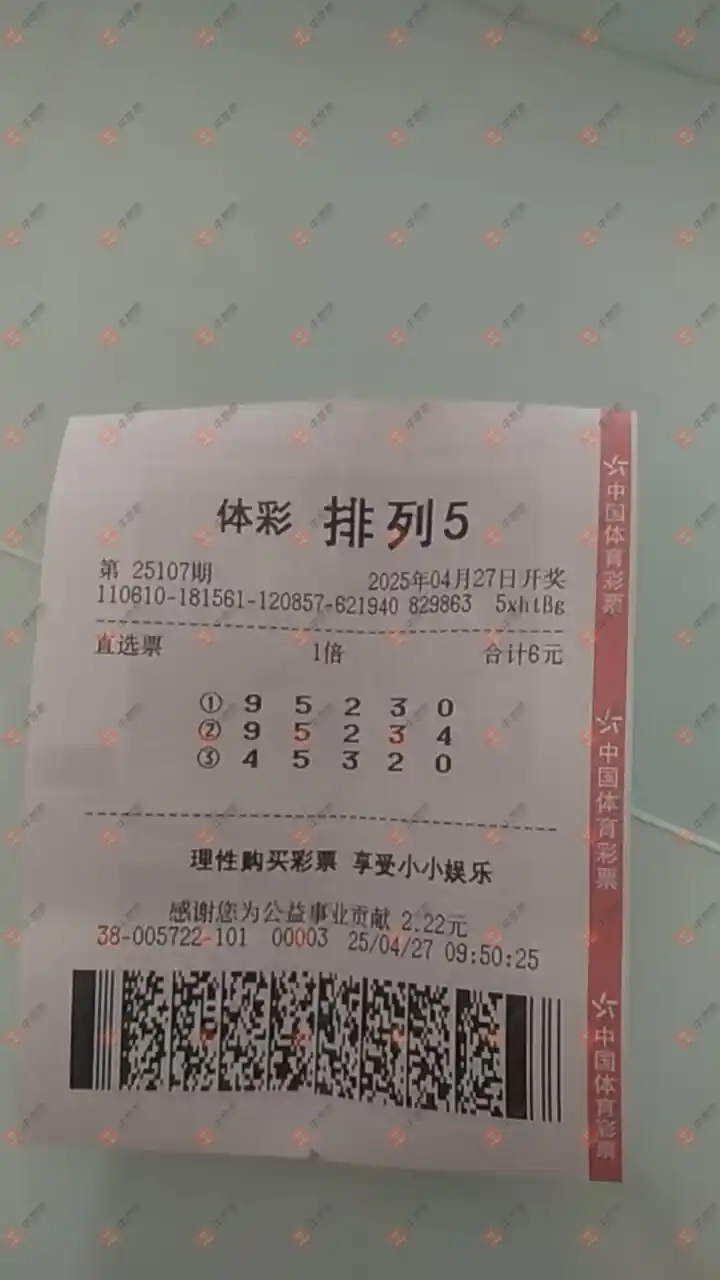 体彩 排列5
第 25107期 2025年04月27日开奖
110610-181561-120857-621940 829863 5xhtBg
直选票 1倍 合计6元
① 9 5 2 3 0
② 9 5 2 3 4
③ 4 5 3 2 0
理性购买彩票 享受小小娱乐
感谢您为公益事业贡献 2.22元
38-005722-101 00003 25/04/27 09:50:25
中国体育彩票
中国体育彩票
中国体育彩票